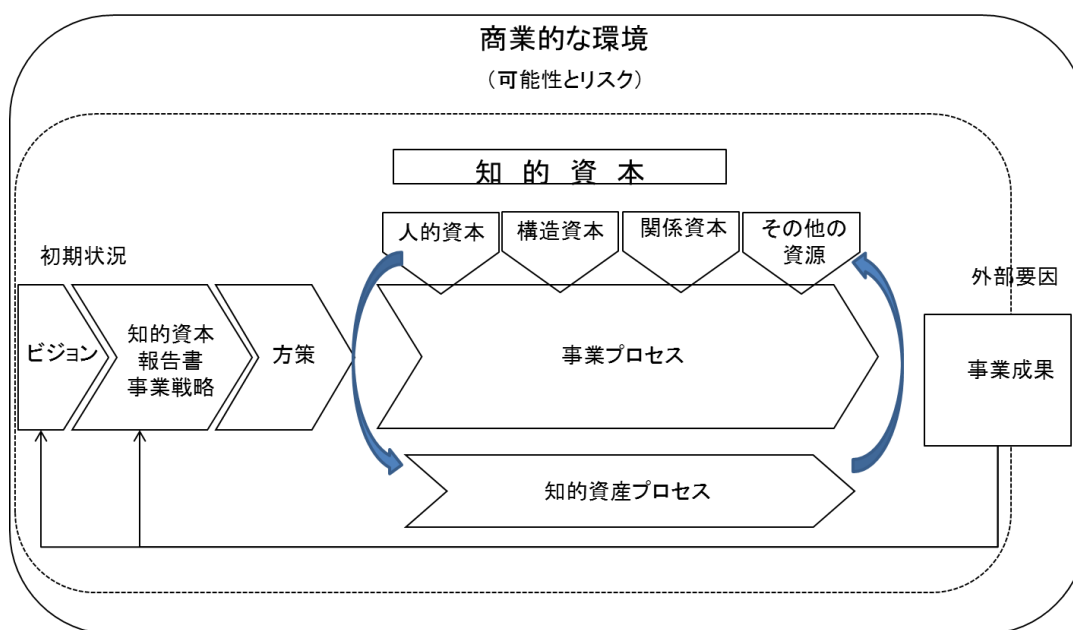 商業的な環境
（可能性とリスク）
知的資本
人的資本
構造資本
関係資本
その他の
資源
初期状況
外部要因
ビジョン
知的資本
報告書
事業戦略
方策
事業プロセス
事業成果
知的資産プロセス